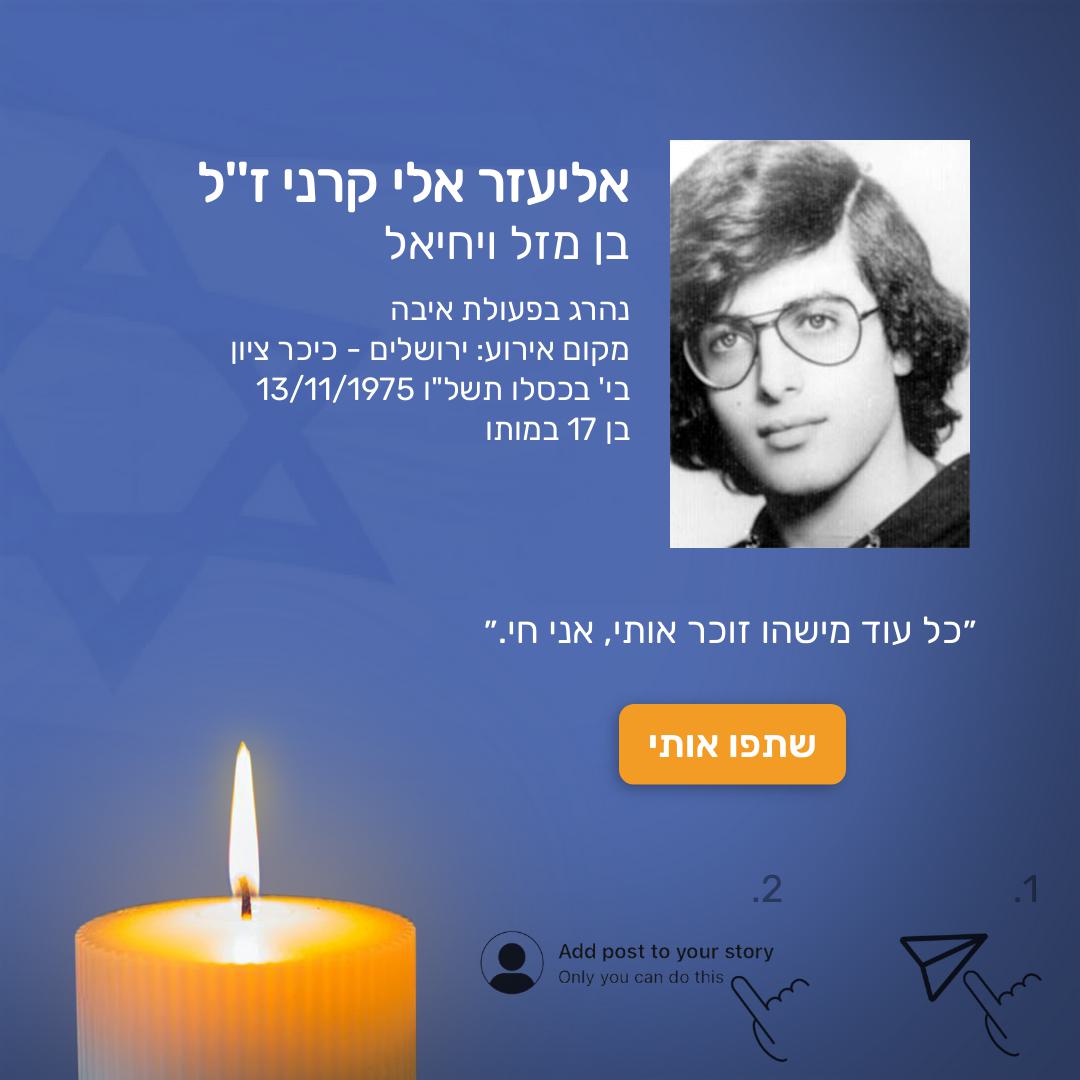 אליעזר אלי קרני ז"ל
בן מזל ויחיאל
נהרג בפעולת איבה
מקום אירוע: ירושלים - כיכר ציון
בי' בכסלו תשל"ו 13/11/1975
בן 17 במותו
״כל עוד מישהו זוכר אותי, אני חי.״
שתפו אותי
1.
2.
Add post to your story
Only you can do this